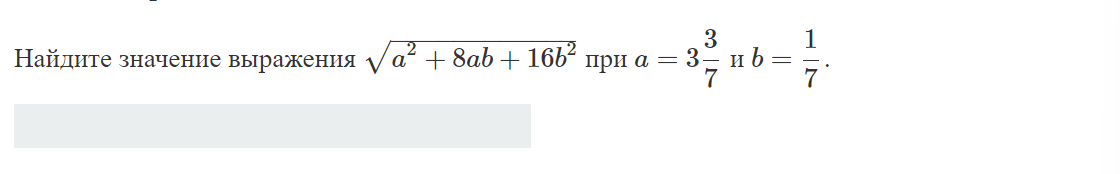 Найдите значение выражения √(a² + 8ab + 16b²) при a = 3 3/7 и b = 1/7.